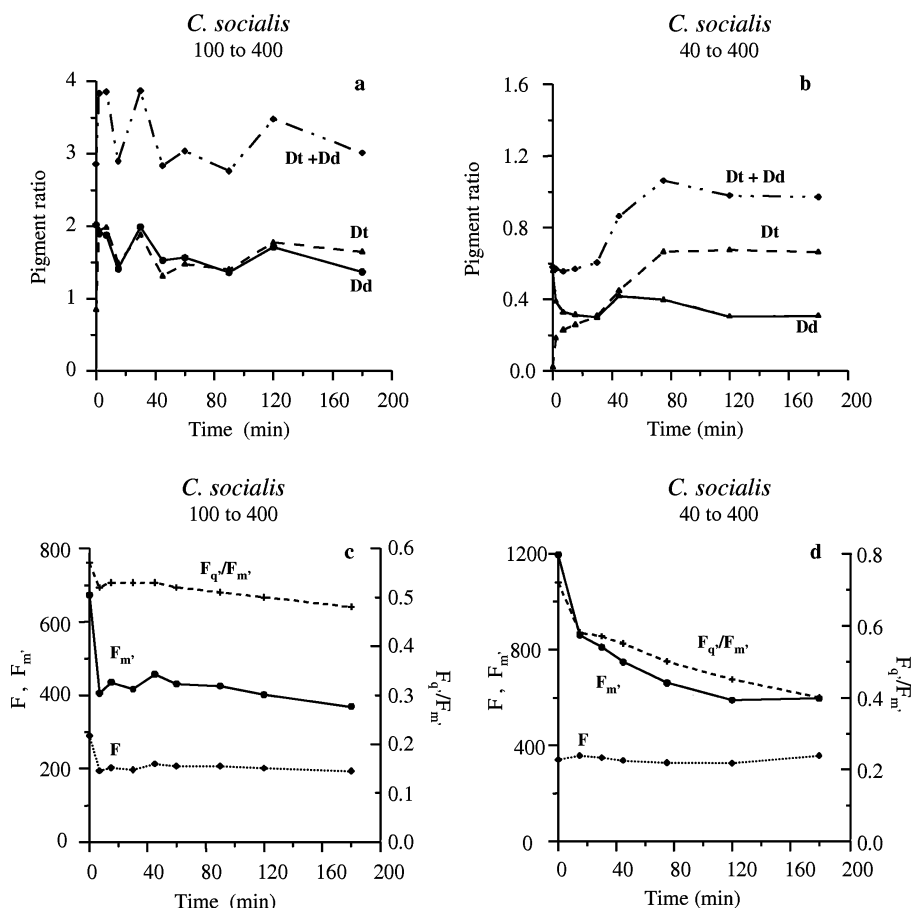 C. socialis
100 to 400
a
4
3
2
1
0
Pigment ratio
Dt +Dd
Dt
Dd
0 40 80 120 160 200
Time (min)
C. socialis
40 to 400
b
1.6
1.2
0.8
0.4
0.0
Pigment ratio
Dt + Dd
Dt
Dd
0 40 80 120 160 200
Time (min)
C. socialis
100 to 400
c
800
600
400
200
0
F , Fm'
Fq'/Fm'
Fm'
F
0.6
0.5
0.4
0.3
0.2
0.1
0.0
Fq'/Fm'
0 40 80 120 160 200
Time (min)
C. socialis
40 to 400
d
1200
800
400
0
F , Fm'
Fq'/Fm'
Fm'
F
0.8
0.6
0.4
0.2
0.0
Fq'/Fm'
0 40 80 120 160 200
Time (min)